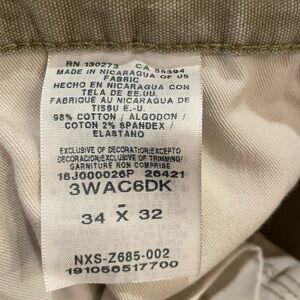 RN 130273 CA 55394
MADE IN NICARAGUA OF US
FABRIC
HECHO EN NICARAGUA CON
TELA DE EE.UU.
FABRIQUÉ AU NICARAGUA DE
TISSU E.-U.
98% COTTON / ALGODON /
COTON 2% SPANDEX /
ELASTANO
EXCLUSIVE OF DECORATION/EXCEPTO
DECORACION/EXCLUSIVE OF TRIMMING/
GARNITURE NON COMPRISE
18J000026P 26421
3WAC6DK
-
34 X 32
NXS-Z685-002
191056517700